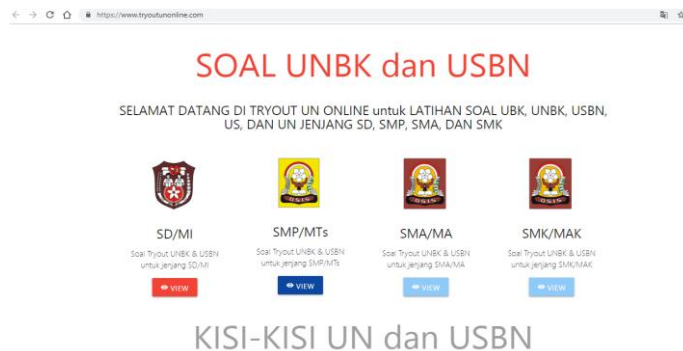 https://www.tryoutunonline.com
SOAL UNBK dan USBN
SELAMAT DATANG DI TRYOUT UN ONLINE untuk LATIHAN SOAL UBK, UNBK, USBN,
US, DAN UN JENJANG SD, SMP, SMA, DAN SMK
OSIS
OSIS
OSIS
SD/MI
SMP/MTs
SMA/MA
SMK/MAK
Soal Tryout UNBK & USBN
untuk jenjang SD/MI
Soal Tryout UNBK & USBN
untuk jenjang SMP/MTs
Soal Tryout UNBK & USBN
untuk jenjang SMA/MA
Soal Tryout UNBK & USBN
untuk jenjang SMK/MAK
VIEW
VIEW
VIEW
VIEW
KISI-KISI UN dan USBN